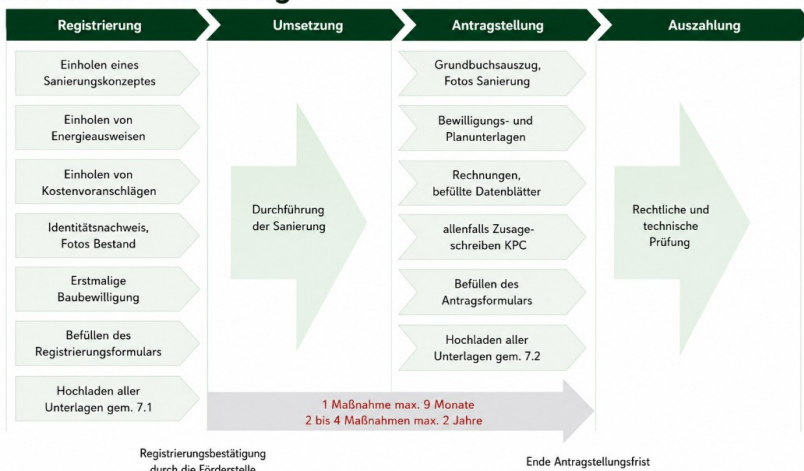 Registrierung
Umsetzung
Antragstellung
Auszahlung
Einholen eines
Sanierungskonzeptes
Einholen von
Energieausweisen
Einholen von
Kostenvoranschlägen
Identitätsnachweis,
Fotos Bestand
Erstmalige
Baubewilligung
Befüllen des
Registrierungsformulars
Hochladen aller
Unterlagen gem. 7.1
Durchführung
der Sanierung
Grundbuchsauszug,
Fotos Sanierung
Bewilligungs- und
Planunterlagen
Rechnungen,
befüllte Datenblätter
allenfalls Zusage-
schreiben KPC
Befüllen des
Antragsformulars
Hochladen aller
Unterlagen gem. 7.2
Rechtliche und
technische
Prüfung
1 Maßnahme max. 9 Monate
2 bis 4 Maßnahmen max. 2 Jahre
Registrierungsbestätigung
durch die Förderstelle
Ende Antragstellungsfrist